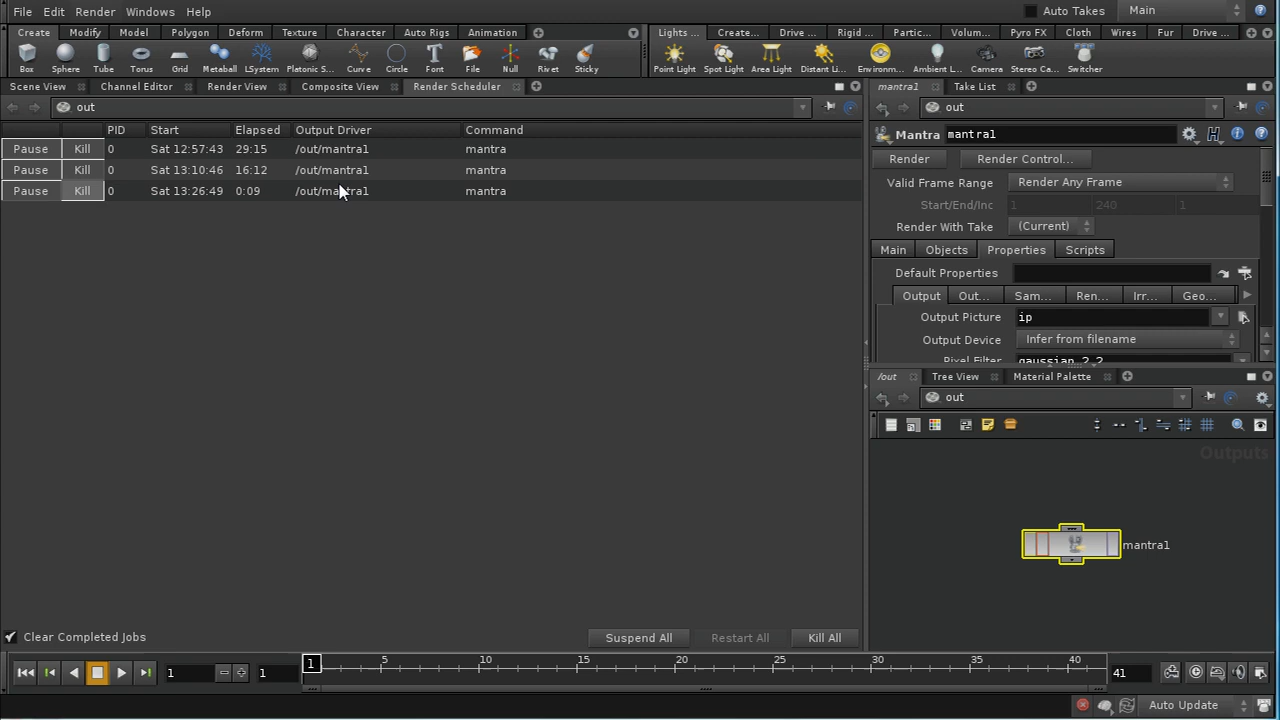 File Edit Render Windows Help Auto Takes Main
Create Modify Model Polygon Deform Texture Character Auto Rigs Animation Lights ... Create... Drive ... Rigid ... Partic... Volum... Pyro FX Cloth Wires Fur Drive ...
Box Sphere Tube Torus Grid Metaball LSystem Platonic S... Curve Circle Font File Null Rivet Sticky Point Light Spot Light Area Light Distant Li... Environm... Ambient L... Camera Stereo Ca... Switcher
Scene View Channel Editor Render View Composite View Render Scheduler mantra1 Take List
out out
PID Start Elapsed Output Driver Command
Mantra mantra1
Pause Kill 0 Sat 12:57:43 29:15 /out/mantra1 mantra
Render Render Control...
Pause Kill 0 Sat 13:10:46 16:12 /out/mantra1 mantra
Valid Frame Range Render Any Frame
Pause Kill 0 Sat 13:26:49 0:09 /out/mantra1 mantra
Start/End/Inc 1 240 1
Render With Take (Current)
Main Objects Properties Scripts
Default Properties
Output Out... Sam... Ren... Irr... Geo...
Output Picture ip
Output Device Infer from filename
Pixel Filter gaussian 2 2
/out Tree View Material Palette
out
Outputs
mantra1
Clear Completed Jobs Suspend All Restart All Kill All
1 1 1 5 10 15 20 25 30 35 40 41
Auto Update